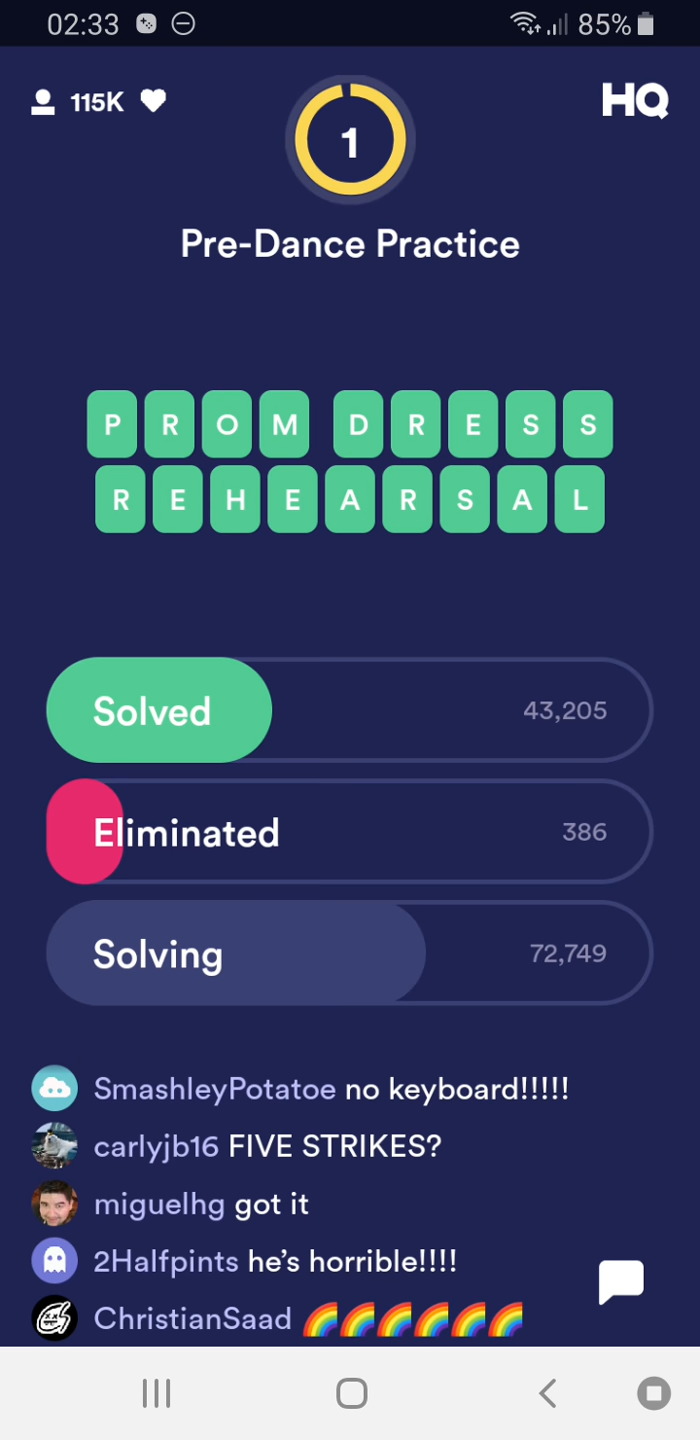 02:33 85%
115K 1 HQ
Pre-Dance Practice
PROM DRESS
REHEARSAL
Solved 43,205
Eliminated 386
Solving 72,749
SmashleyPotatoe no keyboard!!!!!
carlyjb16 FIVE STRIKES?
miguelhg got it
2Halfpints he's horrible!!!!
ChristianSaad 🌈🌈🌈🌈🌈🌈